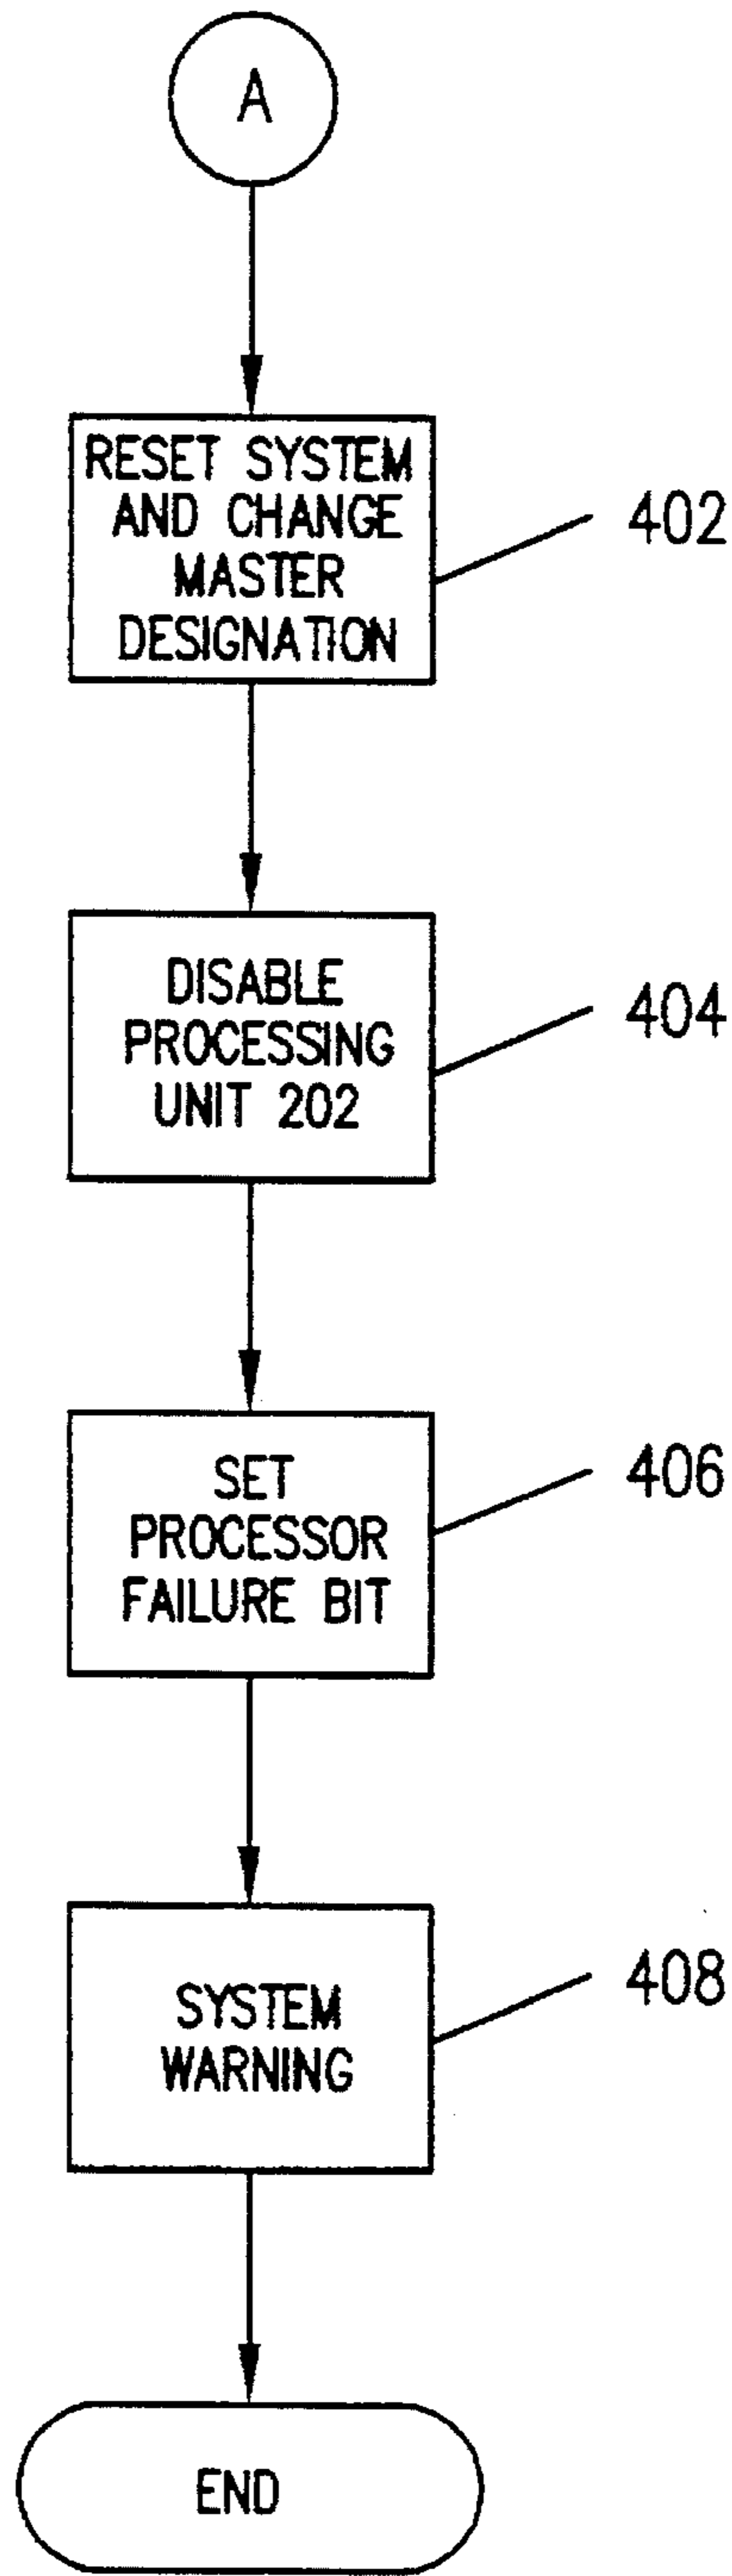 A
RESET SYSTEM
AND CHANGE
MASTER
DESIGNATION
402
DISABLE
PROCESSING
UNIT 202
404
SET
PROCESSOR
FAILURE BIT
406
SYSTEM
WARNING
408
END